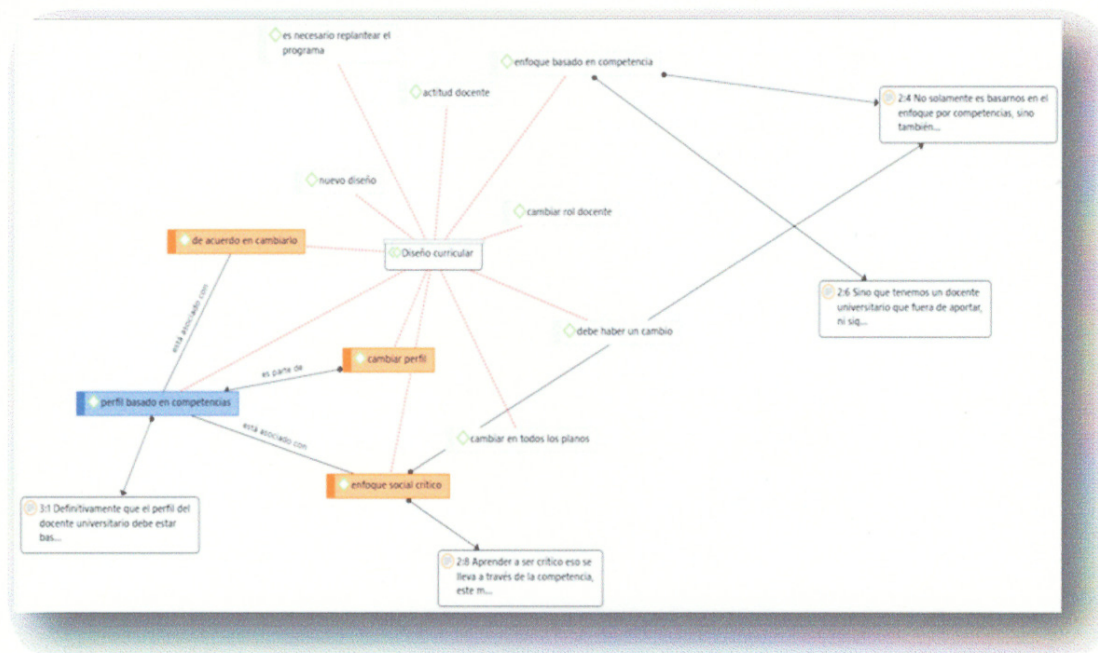 es necesario replantear el
programa
enfoque basado en competencia
actitud docente
2:4 No solamente es basarnos en el
enfoque por competencias, sino
también...
nuevo diseño
cambiar rol docente
de acuerdo en cambiarlo
Diseño curricular
está asociado con
2:6 Sino que tenemos un docente
universitario que fuera de aportar,
ni siq...
debe haber un cambio
cambiar perfil
es parte de
perfil basado en competencias
está asociado con
cambiar en todos los planos
enfoque social crítico
3:1 Definitivamente que el perfil del
docente universitario debe estar
bas...
2:8 Aprender a ser crítico eso se
lleva a través de la competencia,
este m...